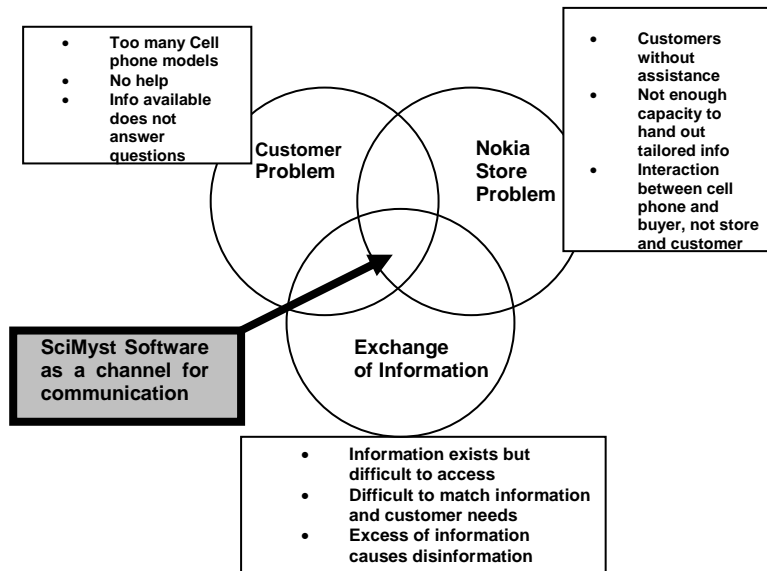 • Too many Cell
phone models
• No help
• Info available
does not
answer
questions
• Customers
without
assistance
• Not enough
capacity to
hand out
tailored info
• Interaction
between cell
phone and
buyer, not store
and customer
Customer
Problem
Nokia
Store
Problem
Exchange
of Information
SciMyst Software
as a channel for
communication
• Information exists but
difficult to access
• Difficult to match information
and customer needs
• Excess of information
causes disinformation